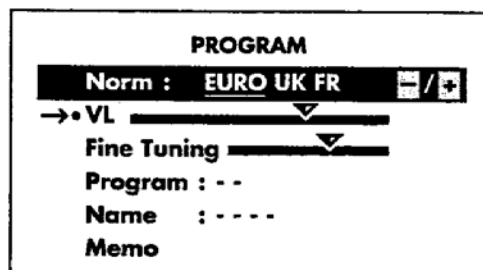 PROGRAM
Norm : EURO UK FR -/+
→• VL
Fine Tuning
Program : - -
Name : - - - -
Memo